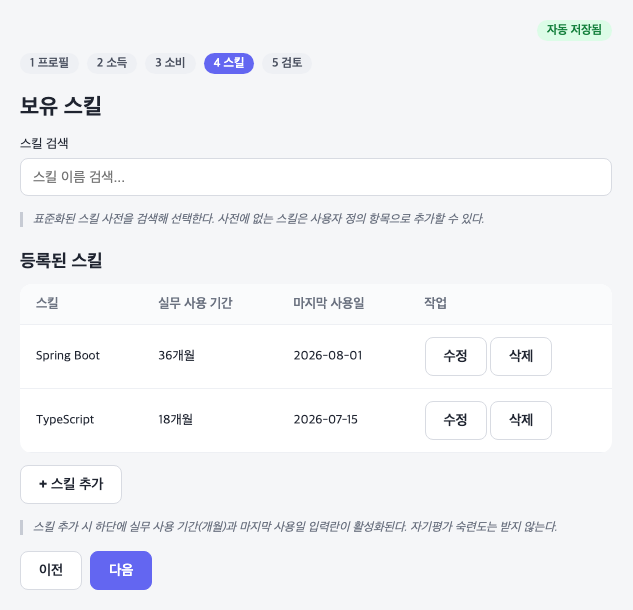 자동 저장됨
1 프로필 2 소득 3 소비 4 스킬 5 검토
보유 스킬
스킬 검색
스킬 이름 검색...
표준화된 스킬 사전을 검색해 선택한다. 사전에 없는 스킬은 사용자 정의 항목으로 추가할 수 있다.
등록된 스킬
스킬 실무 사용 기간 마지막 사용일 작업
Spring Boot 36개월 2026-08-01 수정 삭제
TypeScript 18개월 2026-07-15 수정 삭제
+ 스킬 추가
스킬 추가 시 하단에 실무 사용 기간(개월)과 마지막 사용일 입력란이 활성화된다. 자기평가 숙련도는 받지 않는다.
이전 다음